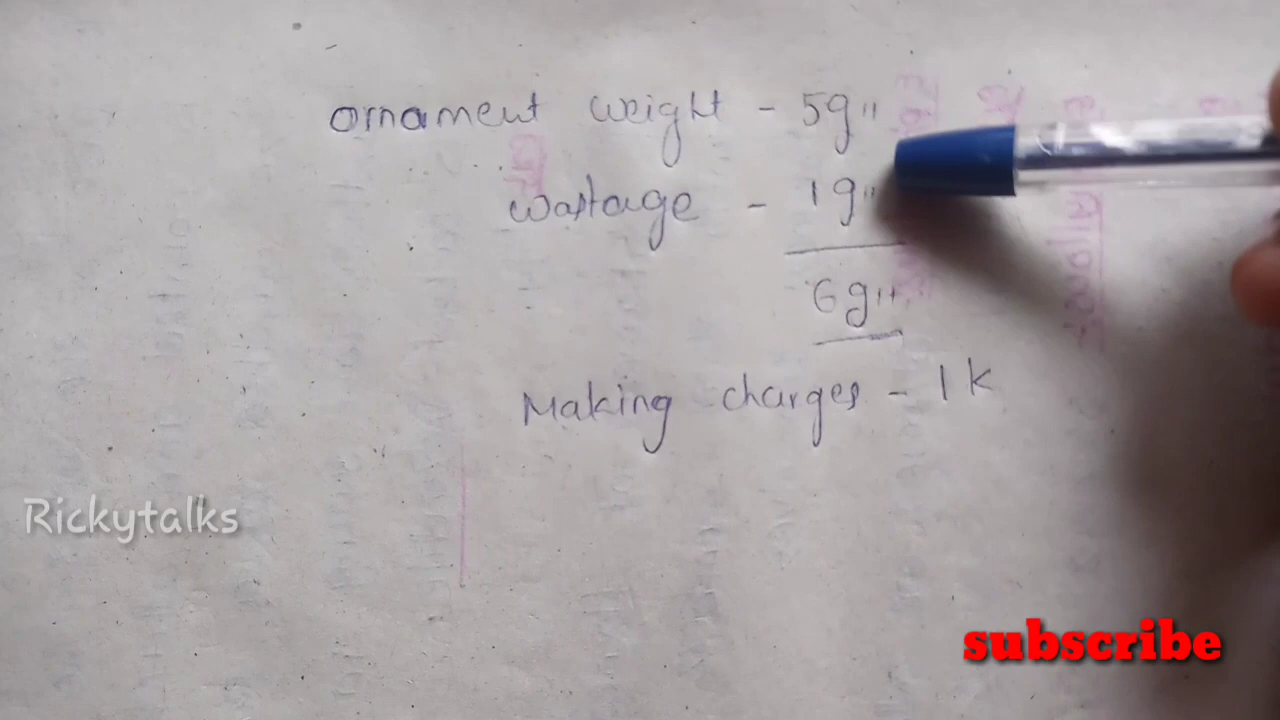 ornament weight - 5g"
wastage - 1g"
6g"
Making charges - 1k
Rickytalks
subscribe